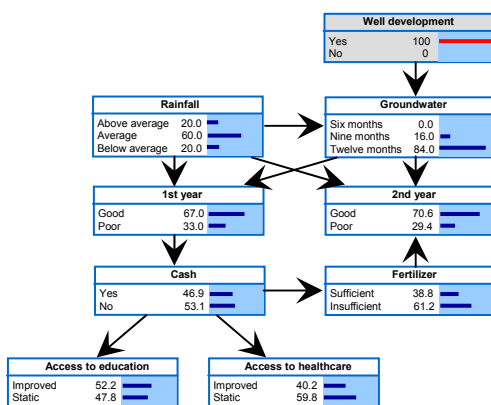 Well development
Yes 100
No 0
Rainfall
Above average 20.0
Average 60.0
Below average 20.0
Groundwater
Six months 0.0
Nine months 16.0
Twelve months 84.0
1st year
Good 67.0
Poor 33.0
2nd year
Good 70.6
Poor 29.4
Cash
Yes 46.9
No 53.1
Fertilizer
Sufficient 38.8
Insufficient 61.2
Access to education
Improved 52.2
Static 47.8
Access to healthcare
Improved 40.2
Static 59.8